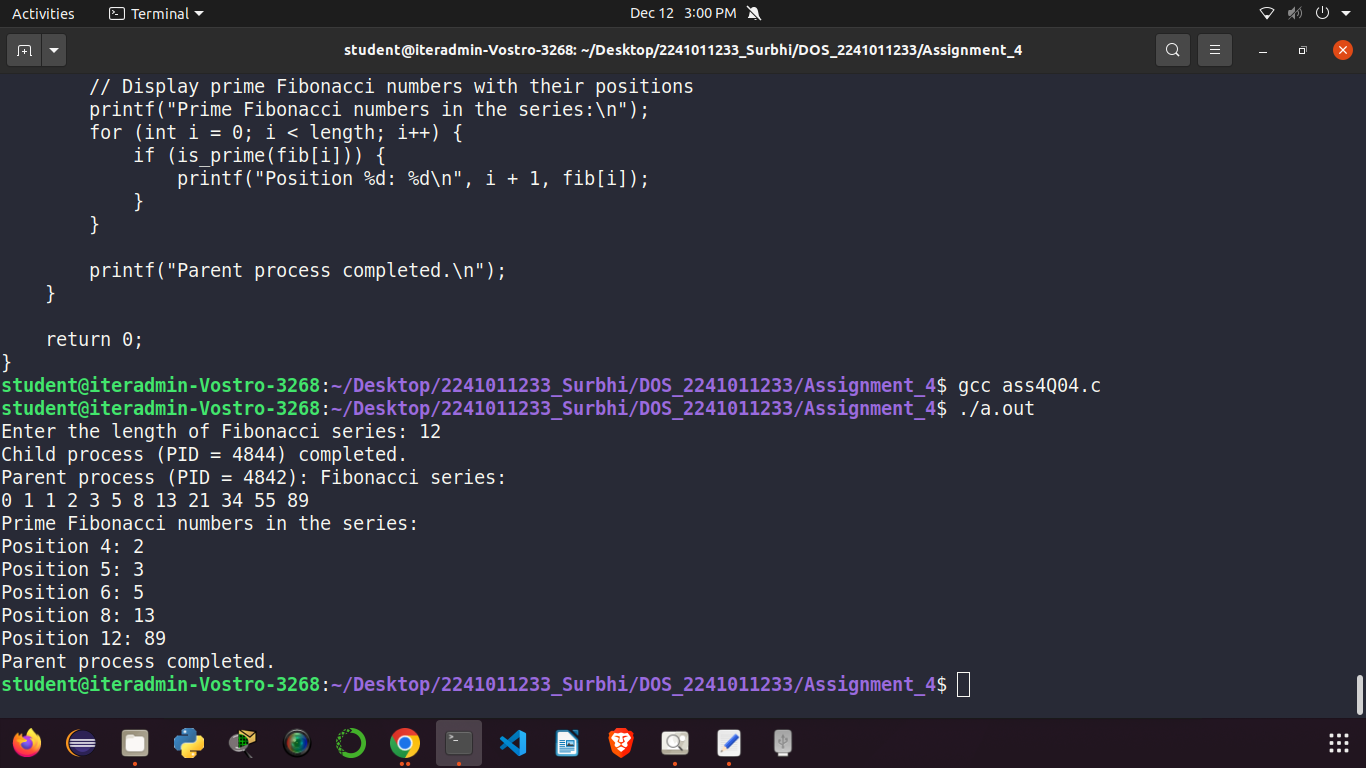 Activities Terminal Dec 12 3:00 PM
student@iteradmin-Vostro-3268: ~/Desktop/2241011233_Surbhi/DOS_2241011233/Assignment_4
        // Display prime Fibonacci numbers with their positions
        printf("Prime Fibonacci numbers in the series:\n");
        for (int i = 0; i < length; i++) {
            if (is_prime(fib[i])) {
                printf("Position %d: %d\n", i + 1, fib[i]);
            }
        }

        printf("Parent process completed.\n");
    }

    return 0;
}
student@iteradmin-Vostro-3268:~/Desktop/2241011233_Surbhi/DOS_2241011233/Assignment_4$ gcc ass4Q04.c
student@iteradmin-Vostro-3268:~/Desktop/2241011233_Surbhi/DOS_2241011233/Assignment_4$ ./a.out
Enter the length of Fibonacci series: 12
Child process (PID = 4844) completed.
Parent process (PID = 4842): Fibonacci series:
0 1 1 2 3 5 8 13 21 34 55 89
Prime Fibonacci numbers in the series:
Position 4: 2
Position 5: 3
Position 6: 5
Position 8: 13
Position 12: 89
Parent process completed.
student@iteradmin-Vostro-3268:~/Desktop/2241011233_Surbhi/DOS_2241011233/Assignment_4$